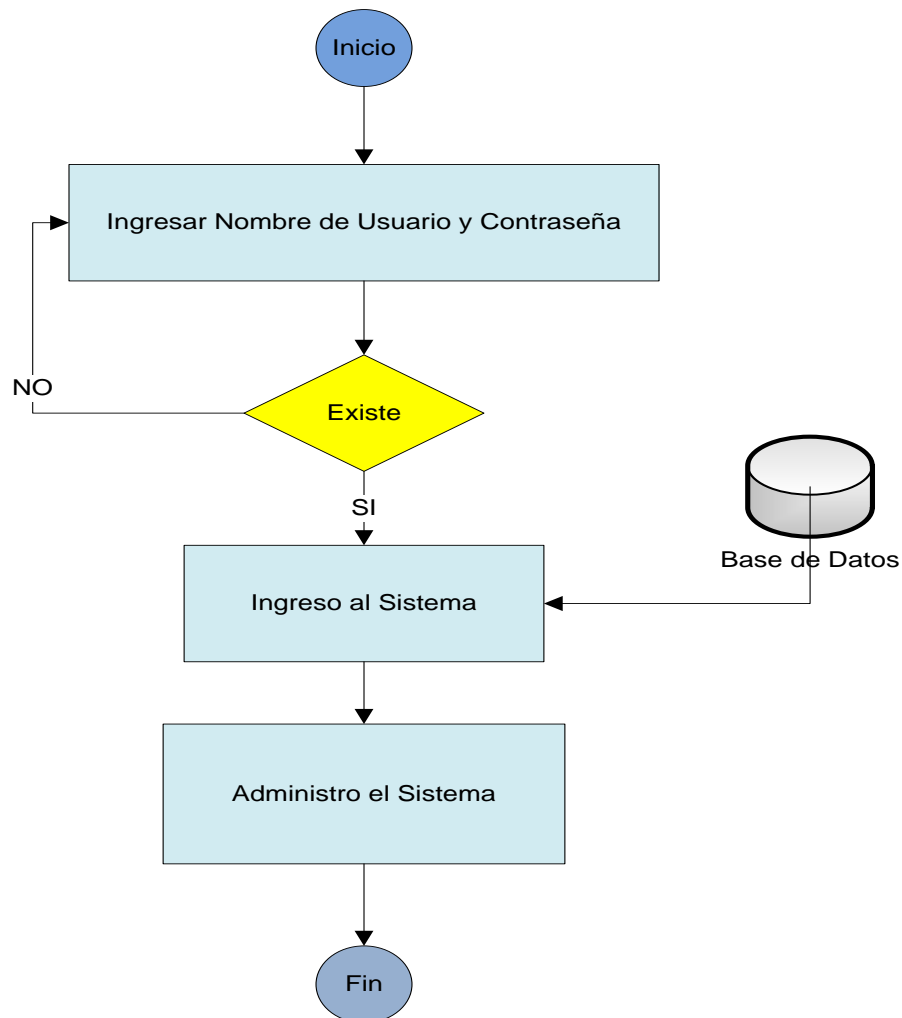 Inicio
Ingresar Nombre de Usuario y Contraseña
NO
Existe
SI
Base de Datos
Ingreso al Sistema
Administro el Sistema
Fin